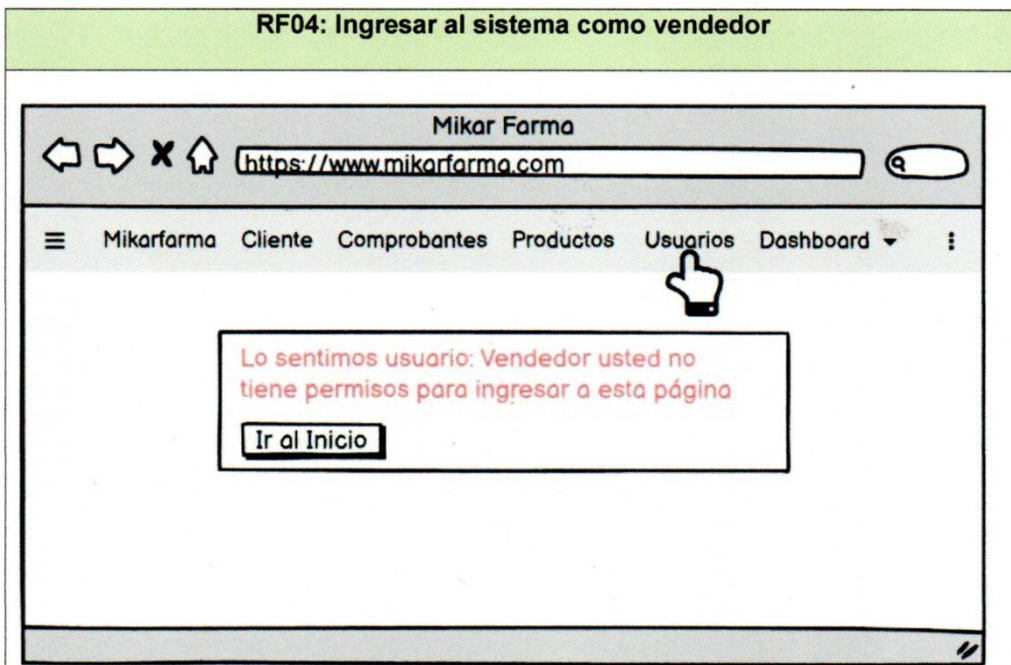 RF04: Ingresar al sistema como vendedor
Mikar Farma
https://www.mikarfarma.com
Mikarfarma Cliente Comprobantes Productos Usuarios Dashboard
Lo sentimos usuario: Vendedor usted no
tiene permisos para ingresar a esta página
Ir al Inicio